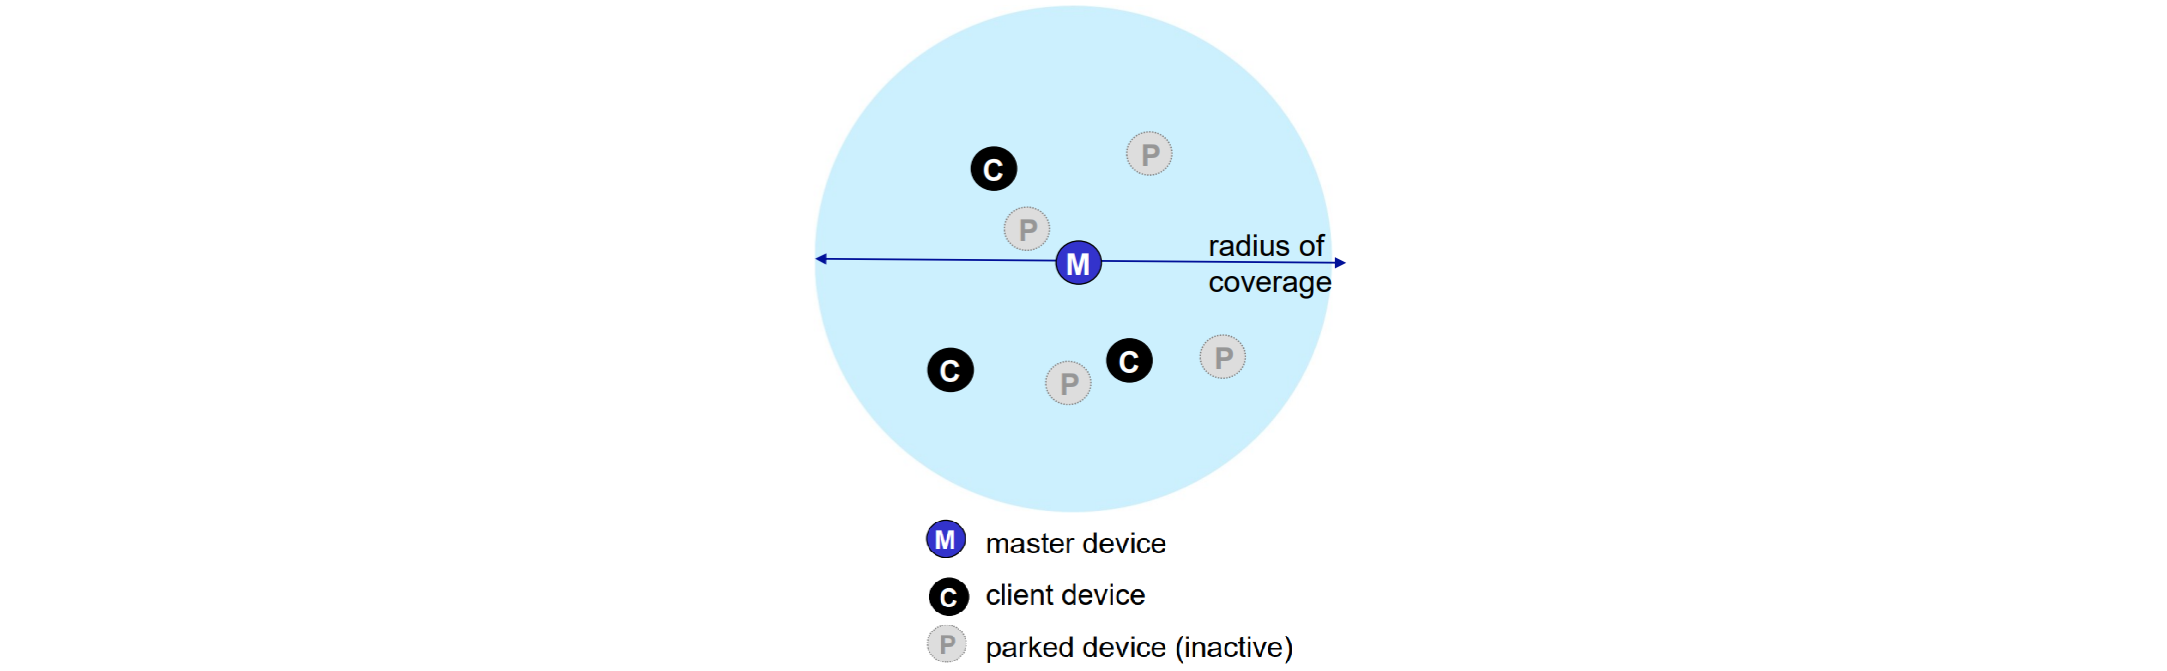 P
C
P
radius of
M
coverage
C
P
C
P
M master device
C client device
P parked device (inactive)